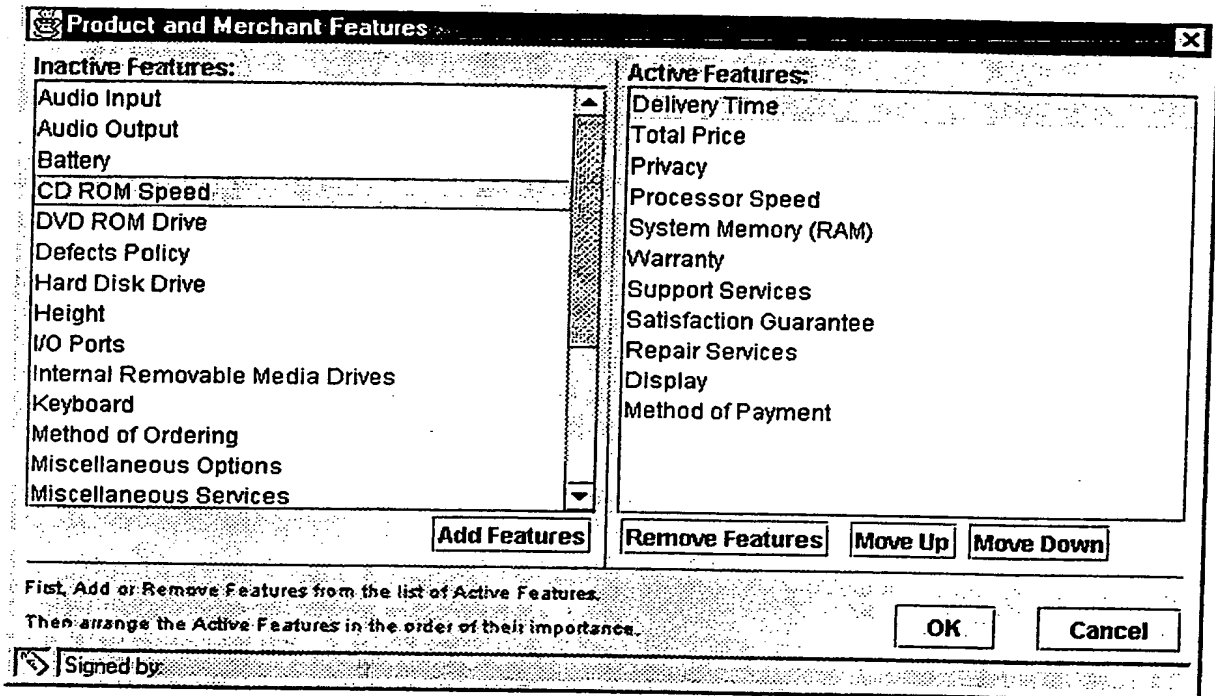 Product and Merchant Features
Inactive Features:
Audio Input
Audio Output
Battery
CD ROM Speed
DVD ROM Drive
Defects Policy
Hard Disk Drive
Height
I/O Ports
Internal Removable Media Drives
Keyboard
Method of Ordering
Miscellaneous Options
Miscellaneous Services
Add Features
Active Features:
Delivery Time
Total Price
Privacy
Processor Speed
System Memory (RAM)
Warranty
Support Services
Satisfaction Guarantee
Repair Services
Display
Method of Payment
Remove Features
Move Up
Move Down
First, Add or Remove Features from the list of Active Features.
Then arrange the Active Features in the order of their importance.
OK
Cancel
Signed by: